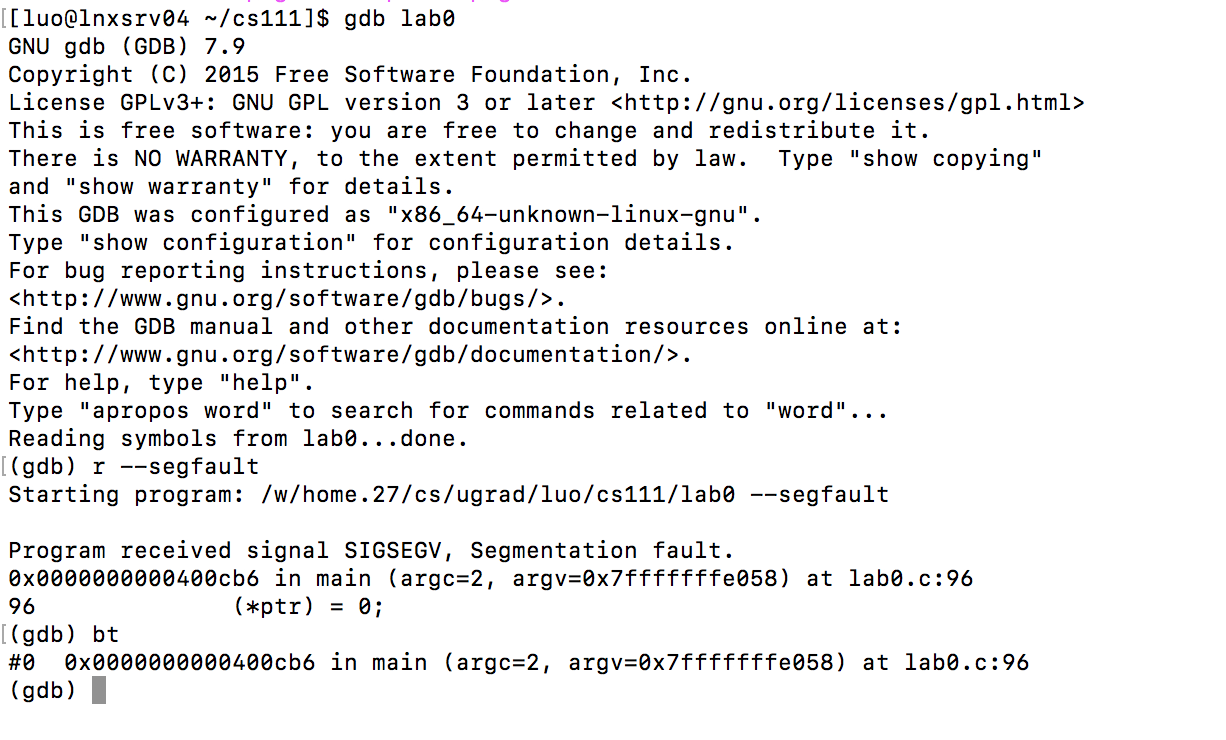 [[luo@lnxsrv04 ~/cs111]$ gdb lab0
GNU gdb (GDB) 7.9
Copyright (C) 2015 Free Software Foundation, Inc.
License GPLv3+: GNU GPL version 3 or later <http://gnu.org/licenses/gpl.html>
This is free software: you are free to change and redistribute it.
There is NO WARRANTY, to the extent permitted by law.  Type "show copying"
and "show warranty" for details.
This GDB was configured as "x86_64-unknown-linux-gnu".
Type "show configuration" for configuration details.
For bug reporting instructions, please see:
<http://www.gnu.org/software/gdb/bugs/>.
Find the GDB manual and other documentation resources online at:
<http://www.gnu.org/software/gdb/documentation/>.
For help, type "help".
Type "apropos word" to search for commands related to "word"...
Reading symbols from lab0...done.
[(gdb) r --segfault
Starting program: /w/home.27/cs/ugrad/luo/cs111/lab0 --segfault

Program received signal SIGSEGV, Segmentation fault.
0x0000000000400cb6 in main (argc=2, argv=0x7fffffffe058) at lab0.c:96
96              (*ptr) = 0;
[(gdb) bt
#0  0x0000000000400cb6 in main (argc=2, argv=0x7fffffffe058) at lab0.c:96
(gdb)